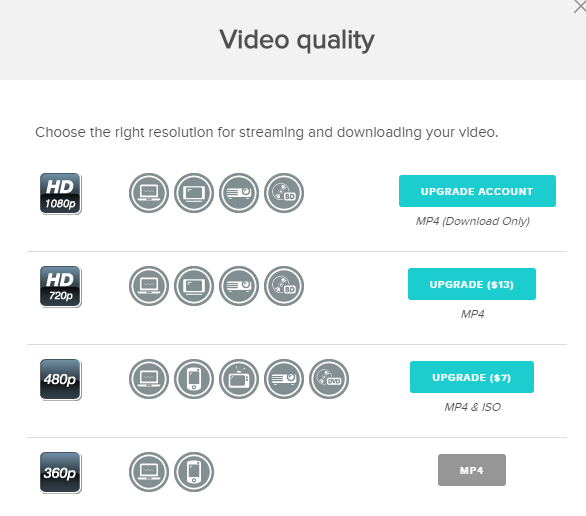 Video quality
Choose the right resolution for streaming and downloading your video.
HD
1080p
BD
UPGRADE ACCOUNT
MP4 (Download Only)
HD
720p
BD
UPGRADE ($13)
MP4
480p
DVD
UPGRADE ($7)
MP4 & ISO
360p
MP4